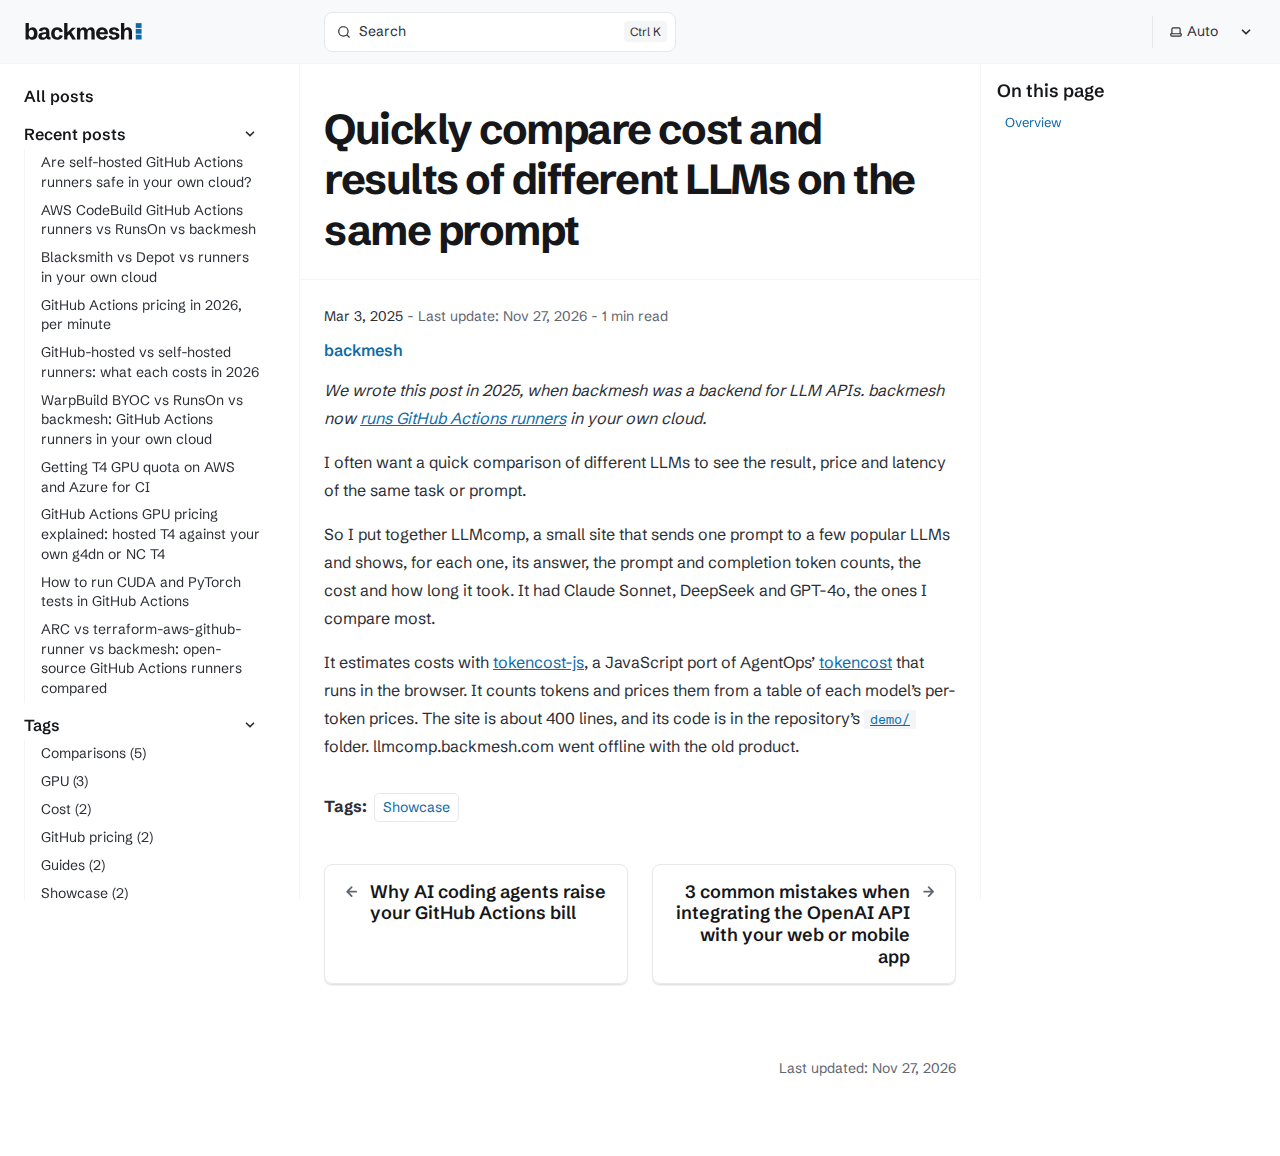 backmesh
Search
Ctrl K
Auto
All posts
Recent posts
Are self-hosted GitHub Actions
runners safe in your own cloud?
AWS CodeBuild GitHub Actions
runners vs RunsOn vs backmesh
Blacksmith vs Depot vs runners
in your own cloud
GitHub Actions pricing in 2026,
per minute
GitHub-hosted vs self-hosted
runners: what each costs in 2026
WarpBuild BYOC vs RunsOn vs
backmesh: GitHub Actions
runners in your own cloud
Getting T4 GPU quota on AWS
and Azure for CI
GitHub Actions GPU pricing
explained: hosted T4 against your
own g4dn or NC T4
How to run CUDA and PyTorch
tests in GitHub Actions
ARC vs terraform-aws-github-
runner vs backmesh: open-
source GitHub Actions runners
compared
Tags
Comparisons (5)
GPU (3)
Cost (2)
GitHub pricing (2)
Guides (2)
Showcase (2)
Quickly compare cost and
results of different LLMs on the
same prompt
Mar 3, 2025 - Last update: Nov 27, 2026 - 1 min read
backmesh
We wrote this post in 2025, when backmesh was a backend for LLM APIs. backmesh
now runs GitHub Actions runners in your own cloud.
I often want a quick comparison of different LLMs to see the result, price and latency
of the same task or prompt.
So I put together LLMcomp, a small site that sends one prompt to a few popular LLMs
and shows, for each one, its answer, the prompt and completion token counts, the
cost and how long it took. It had Claude Sonnet, DeepSeek and GPT-4o, the ones I
compare most.
It estimates costs with tokencost-js, a JavaScript port of AgentOps’ tokencost that
runs in the browser. It counts tokens and prices them from a table of each model’s per-
token prices. The site is about 400 lines, and its code is in the repository’s demo/
folder. llmcomp.backmesh.com went offline with the old product.
Tags: Showcase
Why AI coding agents raise
your GitHub Actions bill
3 common mistakes when
integrating the OpenAI API
with your web or mobile
app
Last updated: Nov 27, 2026
On this page
Overview